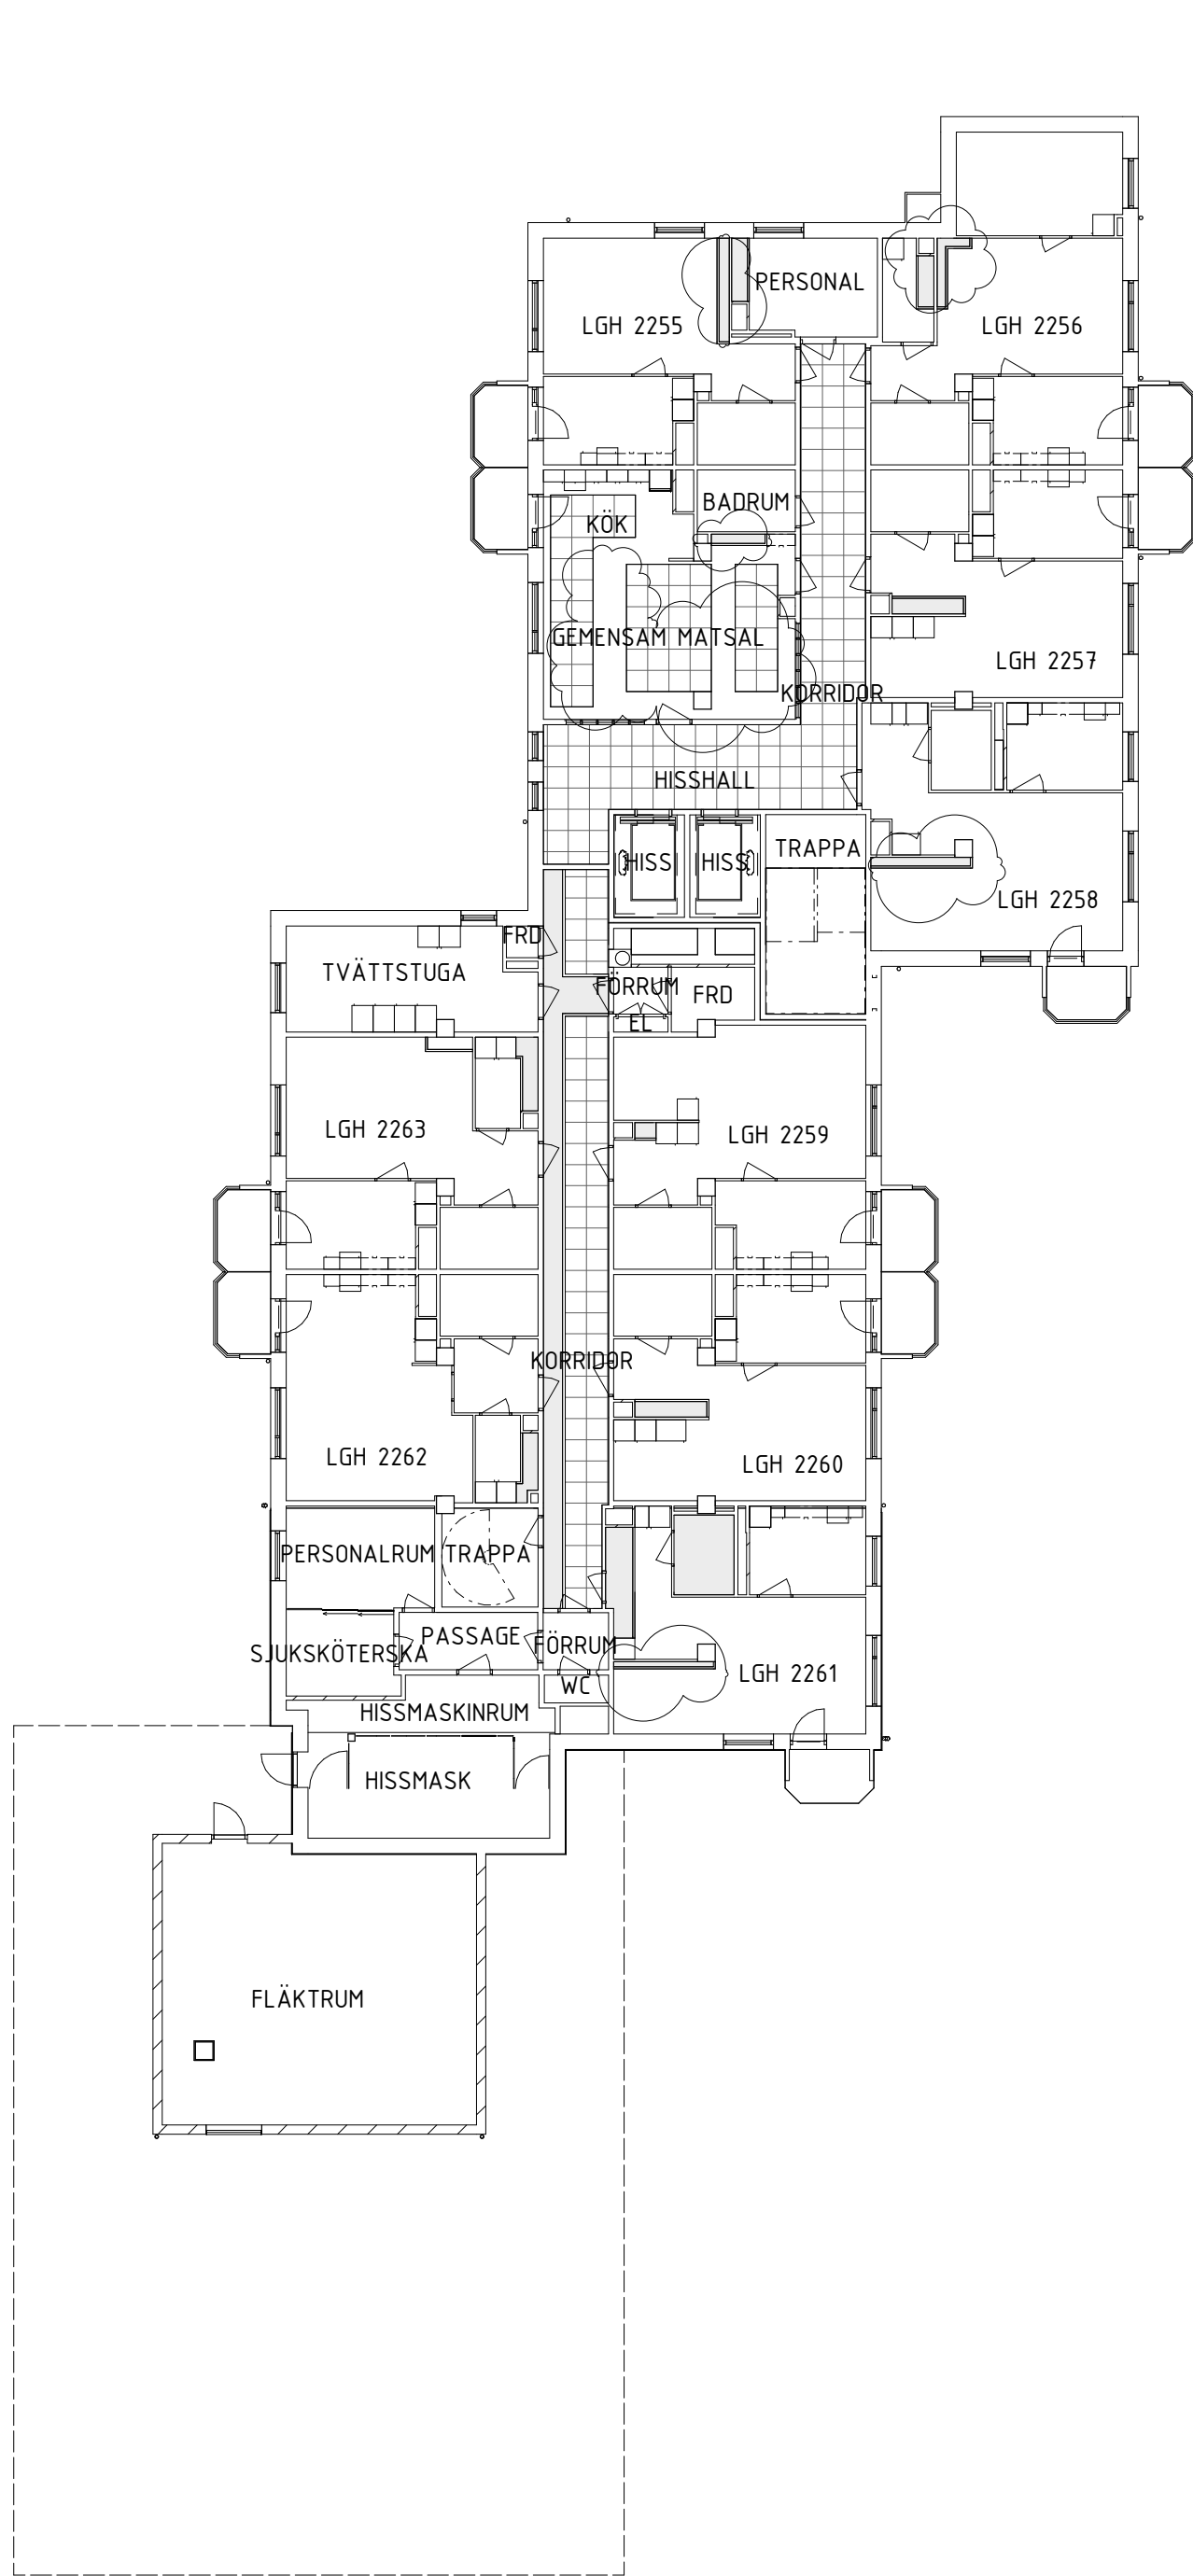 PERSONAL
LGH 2255
LGH 2256
BADRUM
KÖK
GEMENSAM MATSAL
LGH 2257
KORRIDOR
HISSHALL
TRAPPA
HISS
HISS
LGH 2258
FRD
TVÄTTSTUGA
FÖRRUM
FRD
EL
LGH 2263
LGH 2259
KORRIDOR
LGH 2262
LGH 2260
PERSONALRUM
TRAPPA
PASSAGE
FÖRRUM
SJUKSKÖTERSKA
LGH 2261
WC
HISSMASKINRUM
HISSMASK
FLÄKTRUM